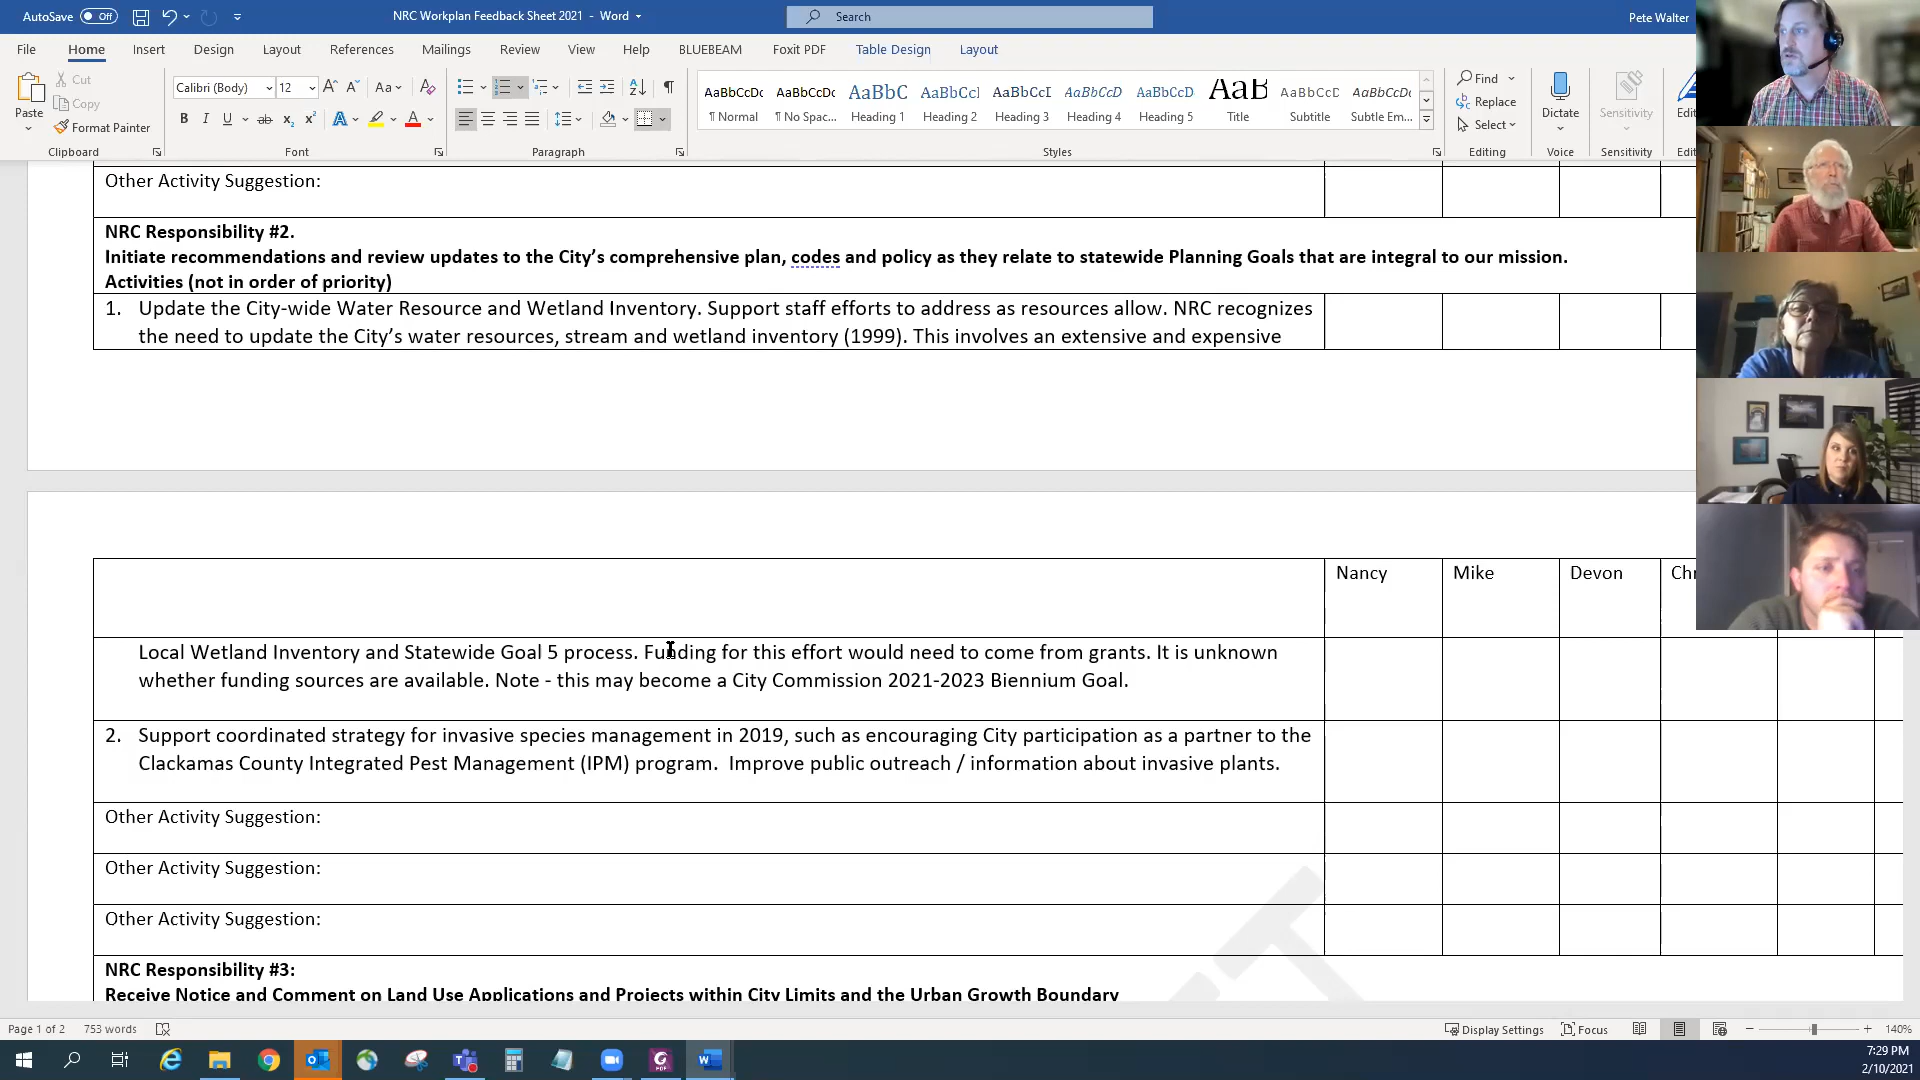 AutoSave Off NRC Workplan Feedback Sheet 2021 - Word Search Pete Walter
File Home Insert Design Layout References Mailings Review View Help BLUEBEAM Foxit PDF Table Design Layout
Cut
Copy
Format Painter
Paste
Calibri (Body) 12
AaBbCcDc AaBbCcDc AaBbC AaBbCcI AaBbCcI AaBbCcD AaBbCcD AaB AaBbCcD AaBbCcDc
¶ Normal ¶ No Spac... Heading 1 Heading 2 Heading 3 Heading 4 Heading 5 Title Subtitle Subtle Em...
Find
Replace
Select
Dictate Sensitivity
Clipboard Font Paragraph Styles Editing Voice Sensitivity
Other Activity Suggestion:
NRC Responsibility #2.
Initiate recommendations and review updates to the City’s comprehensive plan, codes and policy as they relate to statewide Planning Goals that are integral to our mission.
Activities (not in order of priority)
1. Update the City-wide Water Resource and Wetland Inventory. Support staff efforts to address as resources allow. NRC recognizes
the need to update the City’s water resources, stream and wetland inventory (1999). This involves an extensive and expensive
Nancy Mike Devon
Local Wetland Inventory and Statewide Goal 5 process. Funding for this effort would need to come from grants. It is unknown
whether funding sources are available. Note - this may become a City Commission 2021-2023 Biennium Goal.
2. Support coordinated strategy for invasive species management in 2019, such as encouraging City participation as a partner to the
Clackamas County Integrated Pest Management (IPM) program. Improve public outreach / information about invasive plants.
Other Activity Suggestion:
Other Activity Suggestion:
Other Activity Suggestion:
NRC Responsibility #3:
Receive Notice and Comment on Land Use Applications and Projects within City Limits and the Urban Growth Boundary
Page 1 of 2 753 words Display Settings Focus 140%
7:29 PM
2/10/2021